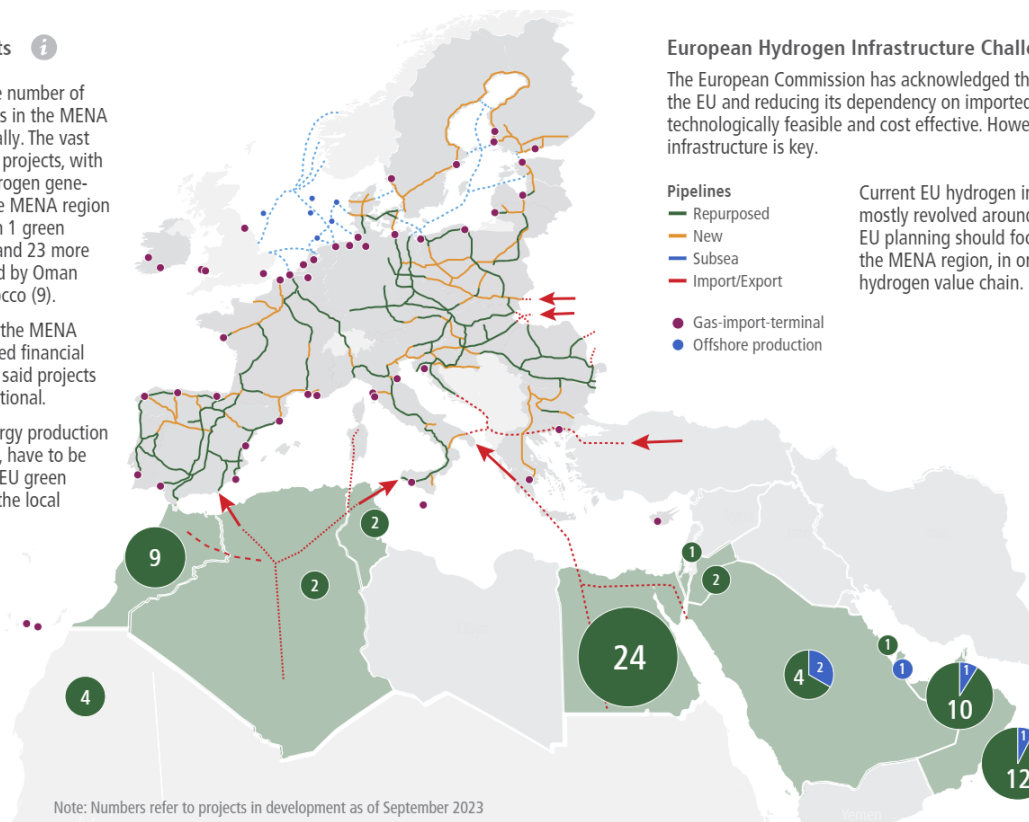 ts i
e number of
s in the MENA
ally. The vast
projects, with
rogen gene-
e MENA region
1 green
and 23 more
d by Oman
occo (9).
the MENA
ed financial
said projects
tional.
rgy production
, have to be
EU green
the local
European Hydrogen Infrastructure Challe
The European Commission has acknowledged th
the EU and reducing its dependency on imported
technologically feasible and cost effective. Howe
infrastructure is key.
Pipelines
Repurposed
New
Subsea
Import/Export
Gas-import-terminal
Offshore production
Current EU hydrogen in
mostly revolved around
EU planning should foc
the MENA region, in or
hydrogen value chain.
9
2
2
4
24
1
2
4 2
1
1
1
10
1
12
Yemen
Note: Numbers refer to projects in development as of September 2023